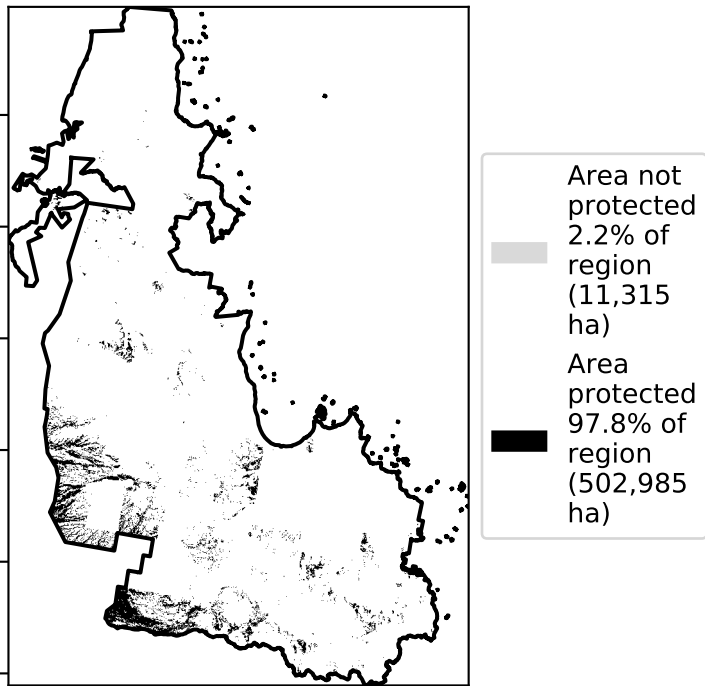 Area not
protected
2.2% of
region
(11,315
ha)
Area
protected
97.8% of
region
(502,985
ha)